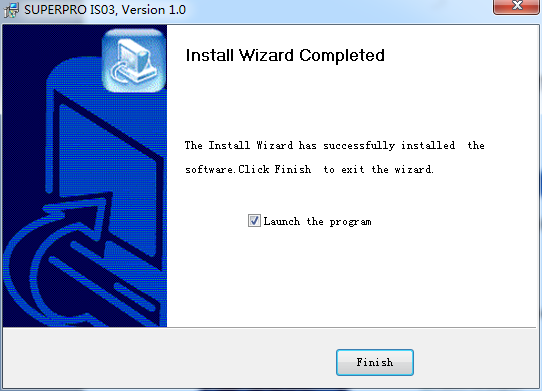 SUPERPRO IS03, Version 1.0
Install Wizard Completed
The Install Wizard has successfully installed  the
software.Click Finish  to exit the wizard.
Launch the program
Finish